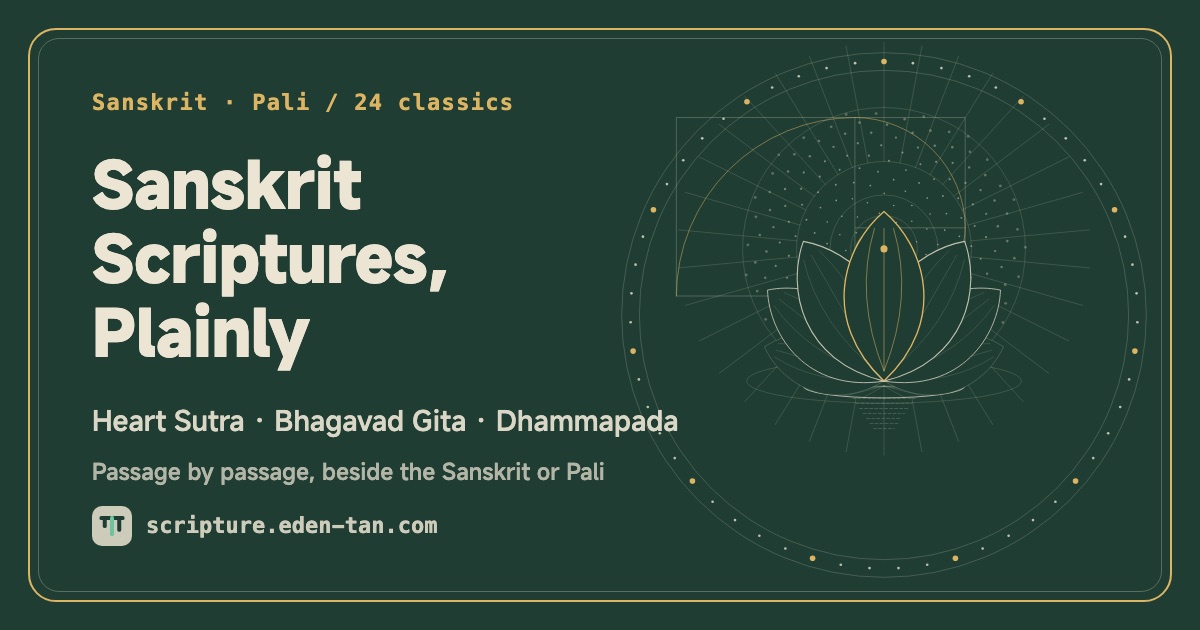 Sanskrit · Pali / 24 classics
Sanskrit
Scriptures,
Plainly
Heart Sutra · Bhagavad Gita · Dhammapada
Passage by passage, beside the Sanskrit or Pali
scripture.eden-tan.com